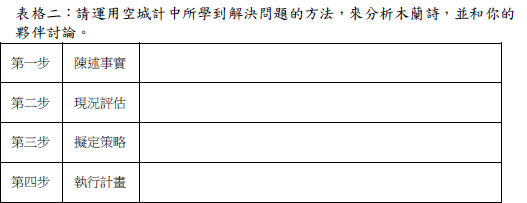 表格二：請運用空城計中所學到解決問題的方法，來分析木蘭詩，並和你的
夥伴討論。
第一步 陳述事實
第二步 現況評估
第三步 擬定策略
第四步 執行計畫